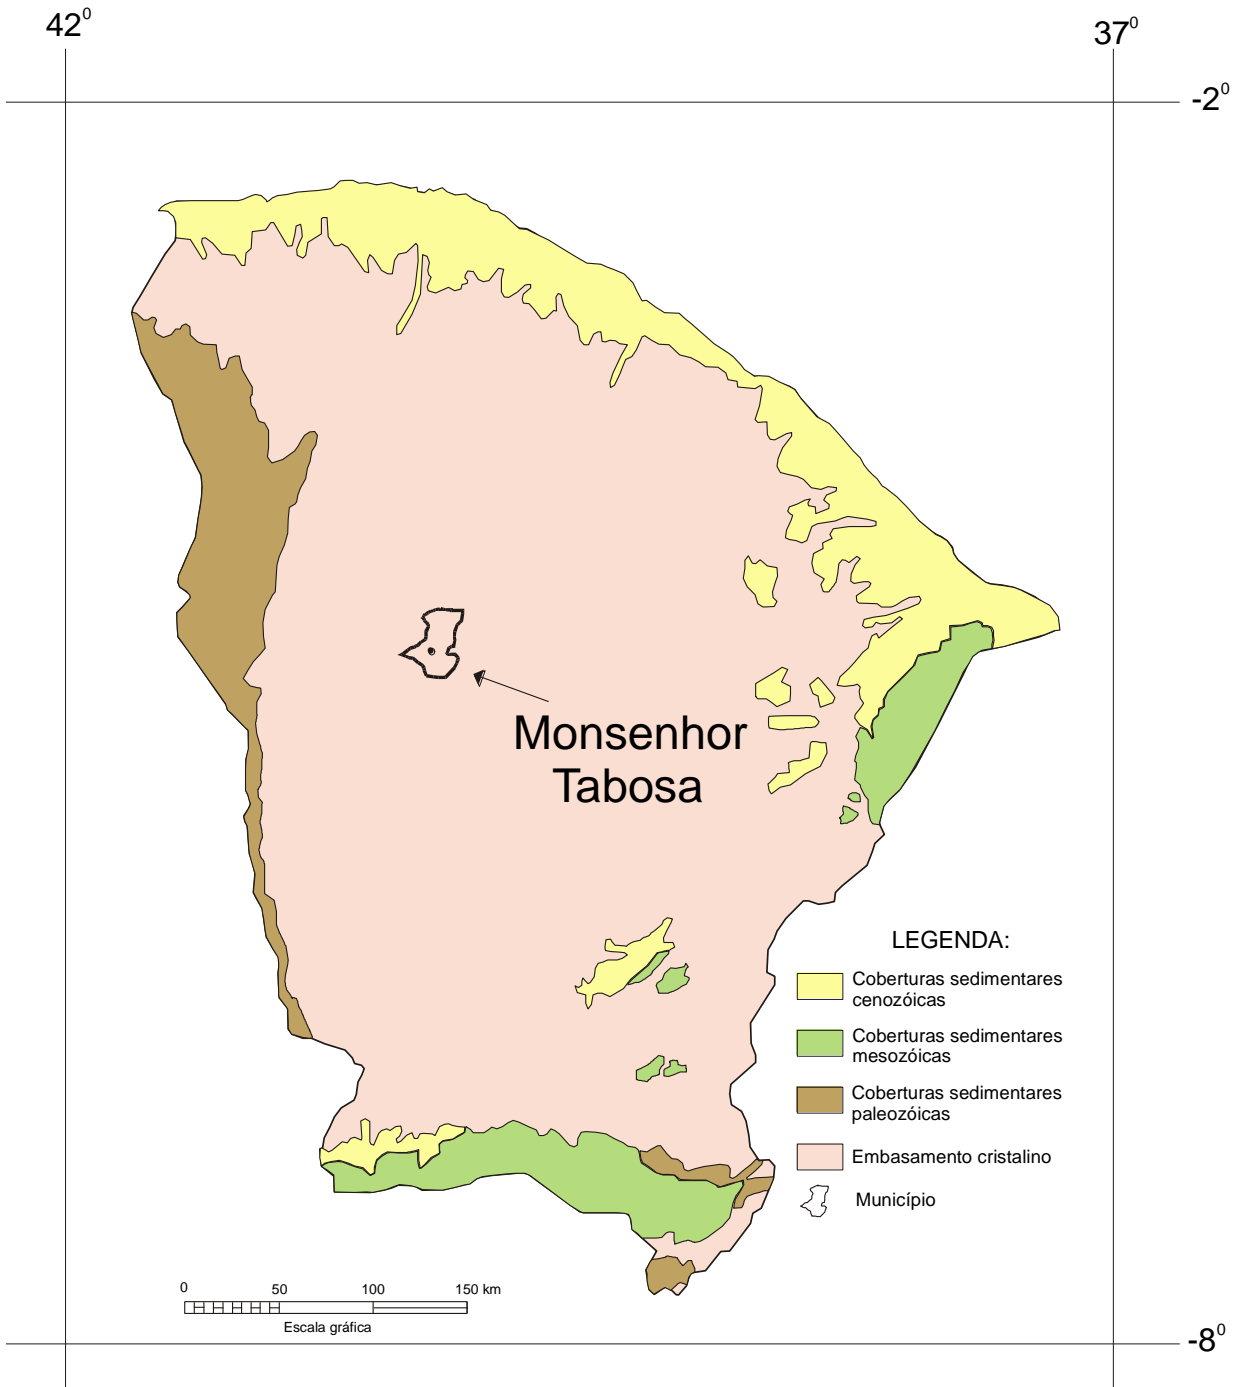 42⁰
37⁰
-2⁰
Monsenhor
Tabosa
LEGENDA:
Coberturas sedimentares
cenozóicas
Coberturas sedimentares
mesozóicas
Coberturas sedimentares
paleozóicas
Embasamento cristalino
Município
0 50 100 150 km
Escala gráfica
-8⁰